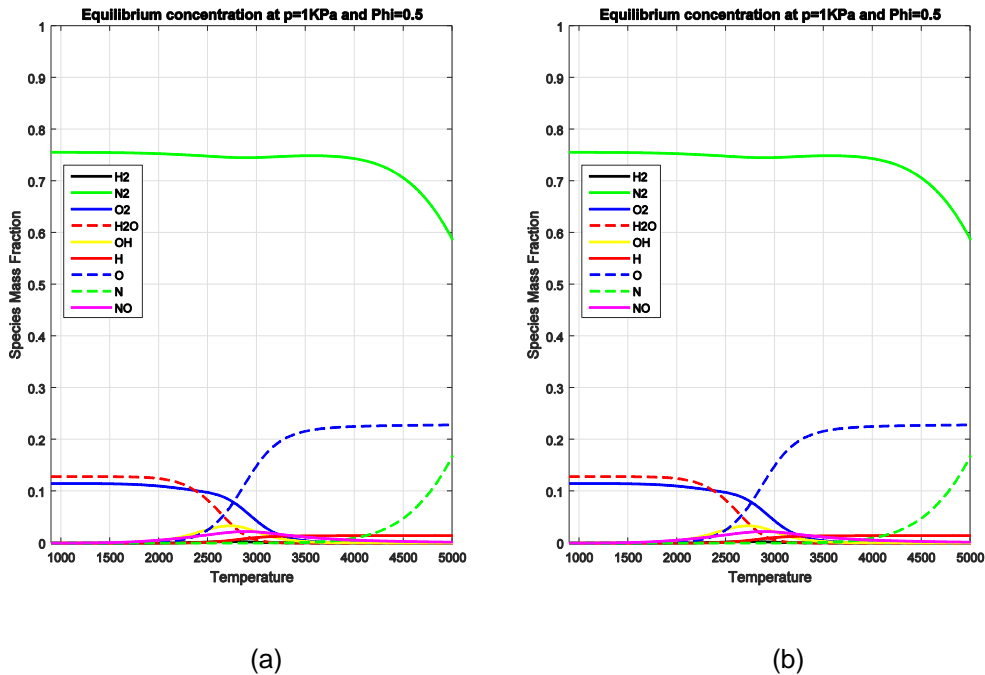 Equilibrium concentration at p=1KPa and Phi=0.5
Species Mass Fraction
1
0.9
0.8
0.7
0.6
0.5
0.4
0.3
0.2
0.1
0
H2
N2
O2
H2O
OH
H
O
N
NO
1000 1500 2000 2500 3000 3500 4000 4500 5000
Temperature
(a)
Equilibrium concentration at p=1KPa and Phi=0.5
Species Mass Fraction
1
0.9
0.8
0.7
0.6
0.5
0.4
0.3
0.2
0.1
0
H2
N2
O2
H2O
OH
H
O
N
NO
1000 1500 2000 2500 3000 3500 4000 4500 5000
Temperature
(b)